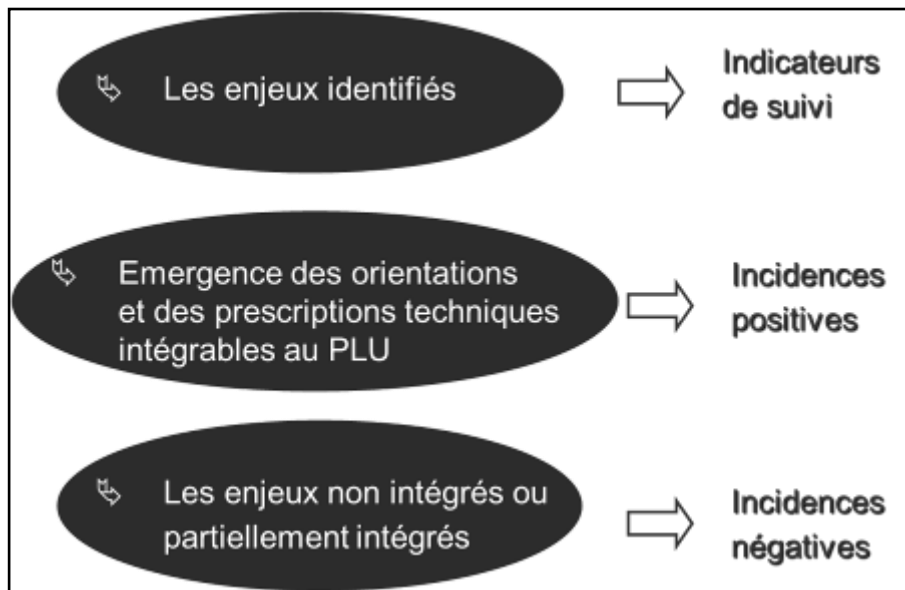 Les enjeux identifiés
Indicateurs
de suivi
Emergence des orientations
et des prescriptions techniques
intégrables au PLU
Incidences
positives
Les enjeux non intégrés ou
partiellement intégrés
Incidences
négatives